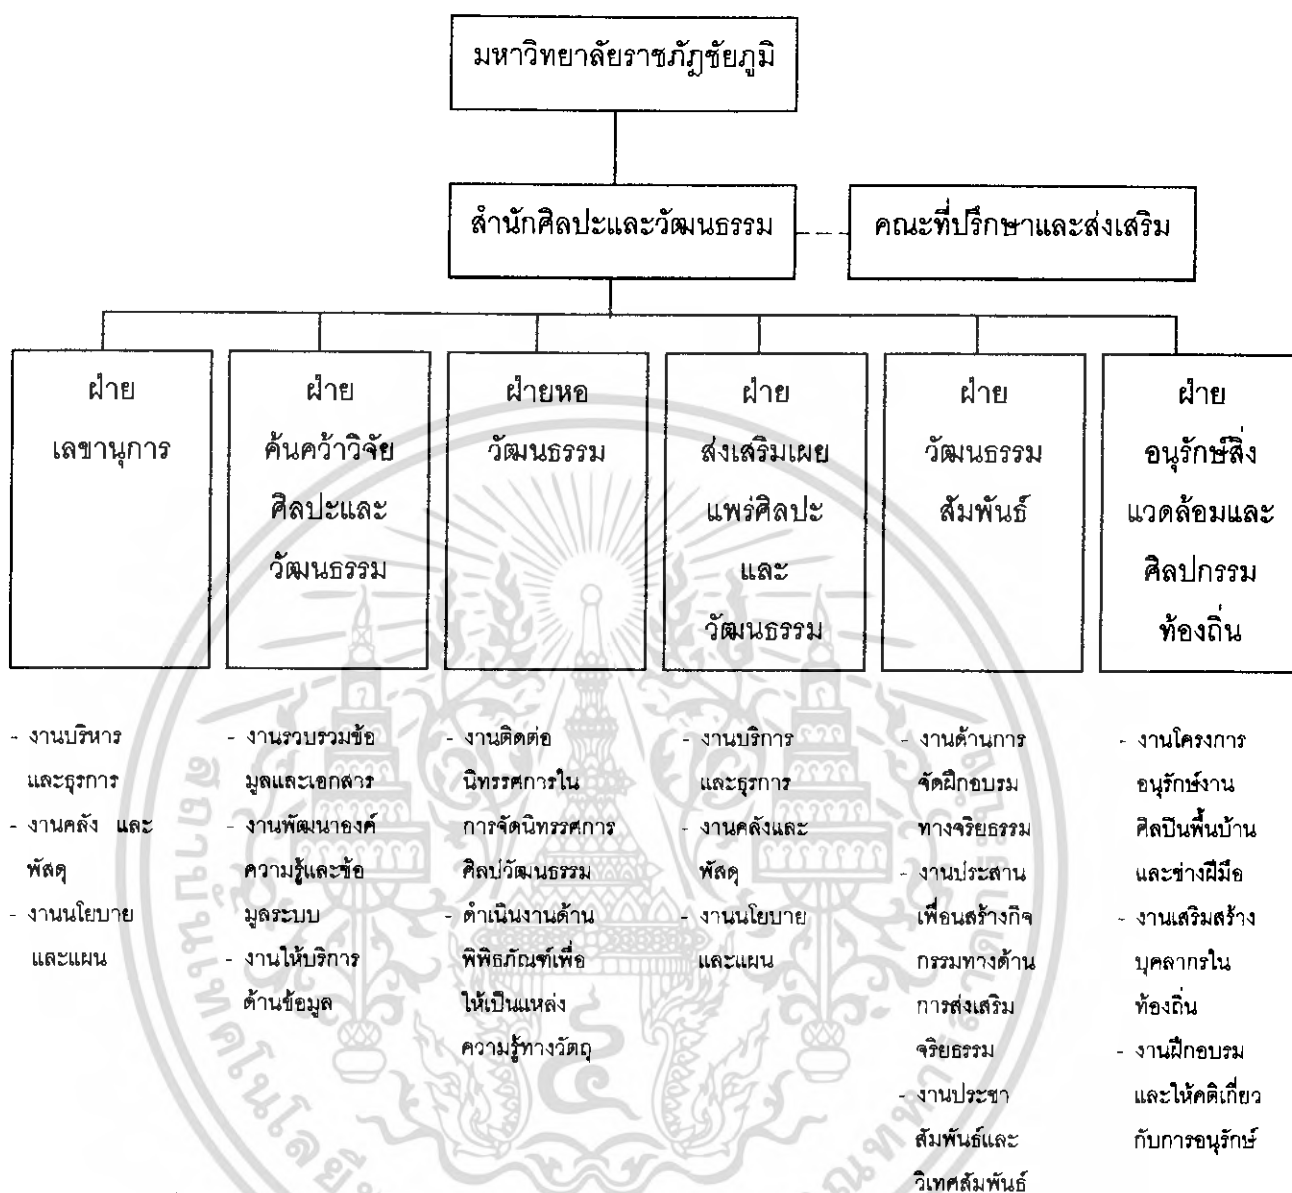 มหาวิทยาลัยราชภัฏชัยภูมิ
สำนักศิลปะและวัฒนธรรม
คณะที่ปรึกษาและส่งเสริม
ฝ่าย
เลขานุการ
ฝ่าย
ค้นคว้าวิจัย
ศิลปะและ
วัฒนธรรม
ฝ่ายหอ
วัฒนธรรม
ฝ่าย
ส่งเสริมเผย
แพร่ศิลปะ
และ
วัฒนธรรม
ฝ่าย
วัฒนธรรม
สัมพันธ์
ฝ่าย
อนุรักษ์สิ่ง
แวดล้อมและ
ศิลปกรรม
ท้องถิ่น
- งานบริหาร
และธุรการ
- งานคลัง และ
พัสดุ
- งานนโยบาย
และแผน
- งานรวบรวมข้อ
มูลและเอกสาร
- งานพัฒนาองค์
ความรู้และข้อ
มูลระบบ
- งานให้บริการ
ด้านข้อมูล
- งานติดต่อ
นิทรรศการใน
การจัดนิทรรศการ
ศิลปวัฒนธรรม
- ดำเนินงานด้าน
พิพิธภัณฑ์เพื่อ
ให้เป็นแหล่ง
ความรู้ทางวัตถุ
- งานบริการ
และธุรการ
- งานคลังและ
พัสดุ
- งานนโยบาย
และแผน
- งานด้านการ
จัดฝึกอบรม
ทางจริยธรรม
- งานประสาน
เพื่อนสร้างกิจ
กรรมทางด้าน
การส่งเสริม
จริยธรรม
- งานประชา
สัมพันธ์และ
วิเทศสัมพันธ์
- งานโครงการ
อนุรักษ์งาน
ศิลปินพื้นบ้าน
และช่างฝีมือ
- งานเสริมสร้าง
บุคลากรใน
ท้องถิ่น
- งานฝึกอบรม
และให้คติเกี่ยว
กับการอนุรักษ์